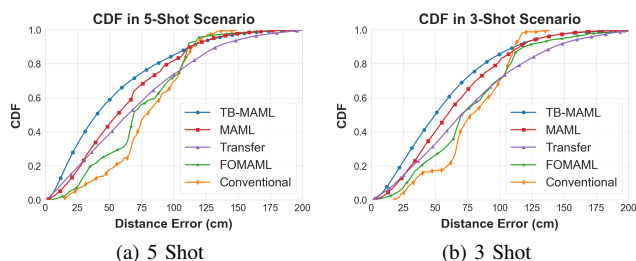 CDF in 5-Shot Scenario
CDF
1.0
0.8
0.6
0.4
0.2
0.0
TB-MAML
MAML
Transfer
FOMAML
Conventional
0 25 50 75 100 125 150 175 200
Distance Error (cm)
(a) 5 Shot
CDF in 3-Shot Scenario
CDF
1.0
0.8
0.6
0.4
0.2
0.0
TB-MAML
MAML
Transfer
FOMAML
Conventional
0 25 50 75 100 125 150 175 200
Distance Error (cm)
(b) 3 Shot